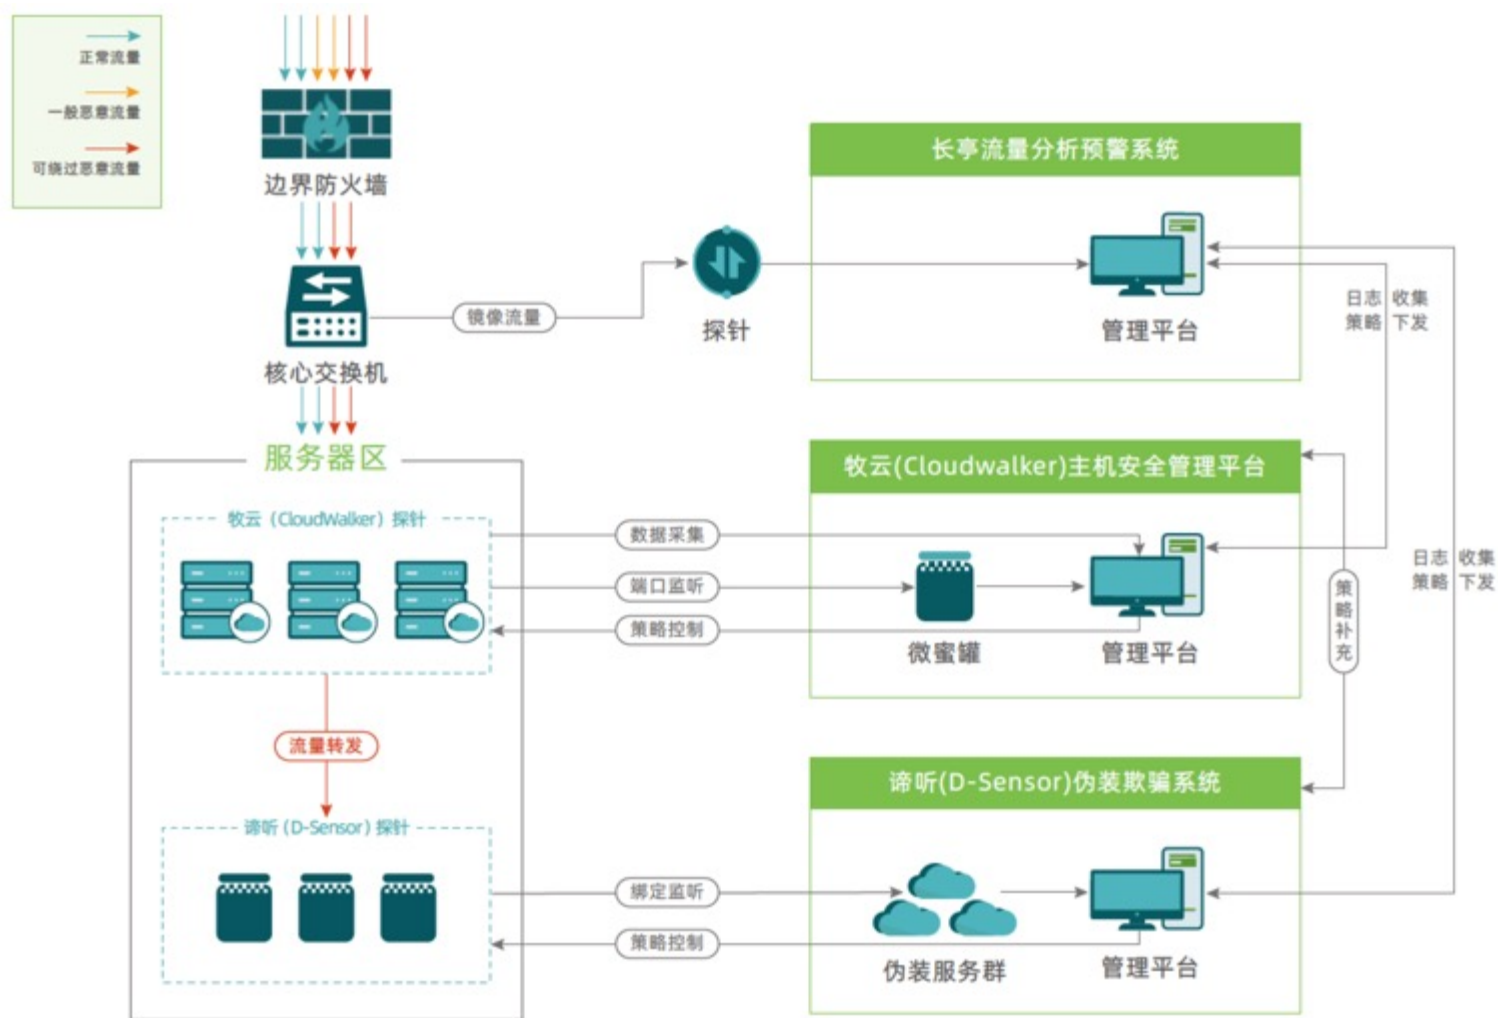 正常流量
一般恶意流量
可绕过恶意流量
边界防火墙
核心交换机
镜像流量
探针
长亭流量分析预警系统
管理平台
日志 收集
策略 下发
服务器区
牧云（CloudWalker）探针
数据采集
端口监听
策略控制
牧云(Cloudwalker)主机安全管理平台
微蜜罐
管理平台
策略补充
日志 收集
策略 下发
流量转发
谛听（D-Sensor）探针
绑定监听
策略控制
谛听(D-Sensor)伪装欺骗系统
伪装服务群
管理平台